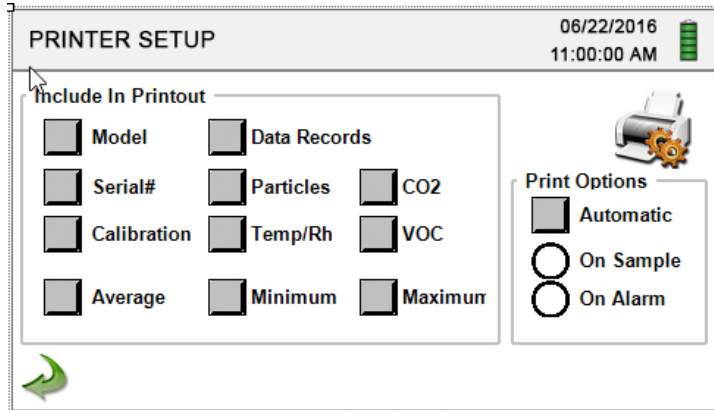 PRINTER SETUP
06/22/2016
11:00:00 AM
Include In Printout
Model
Data Records
Serial#
Particles
CO2
Calibration
Temp/Rh
VOC
Average
Minimum
Maximum
Print Options
Automatic
On Sample
On Alarm